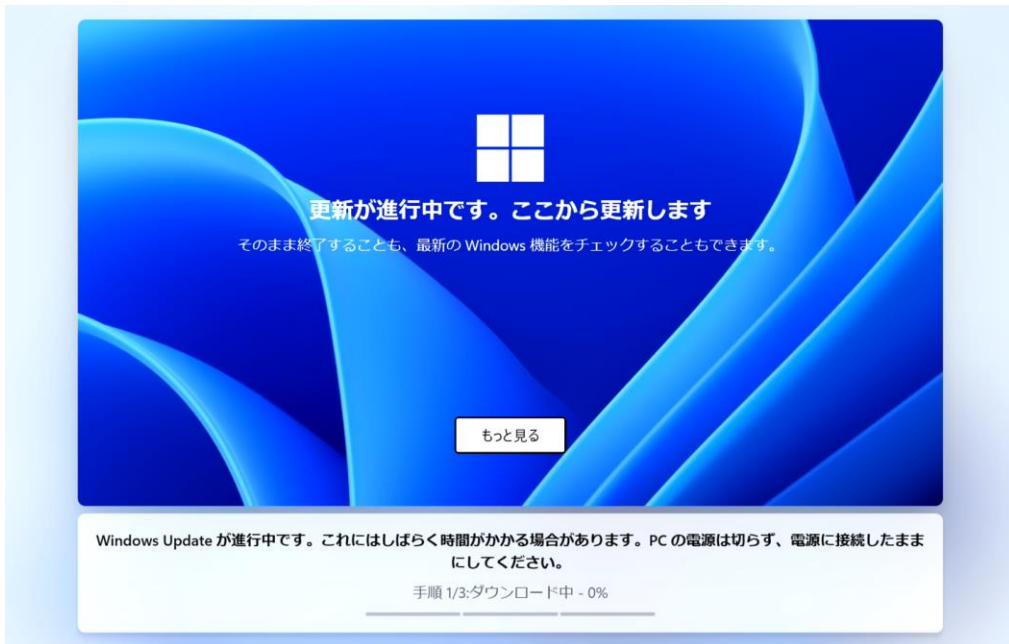 更新が進行中です。ここから更新します
そのまま終了することも、最新の Windows 機能をチェックすることもできます。
もっと見る
Windows Update が進行中です。これにはしばらく時間がかかる場合があります。PC の電源は切らず、電源に接続したまま
にしてください。
手順 1/3:ダウンロード中 - 0%